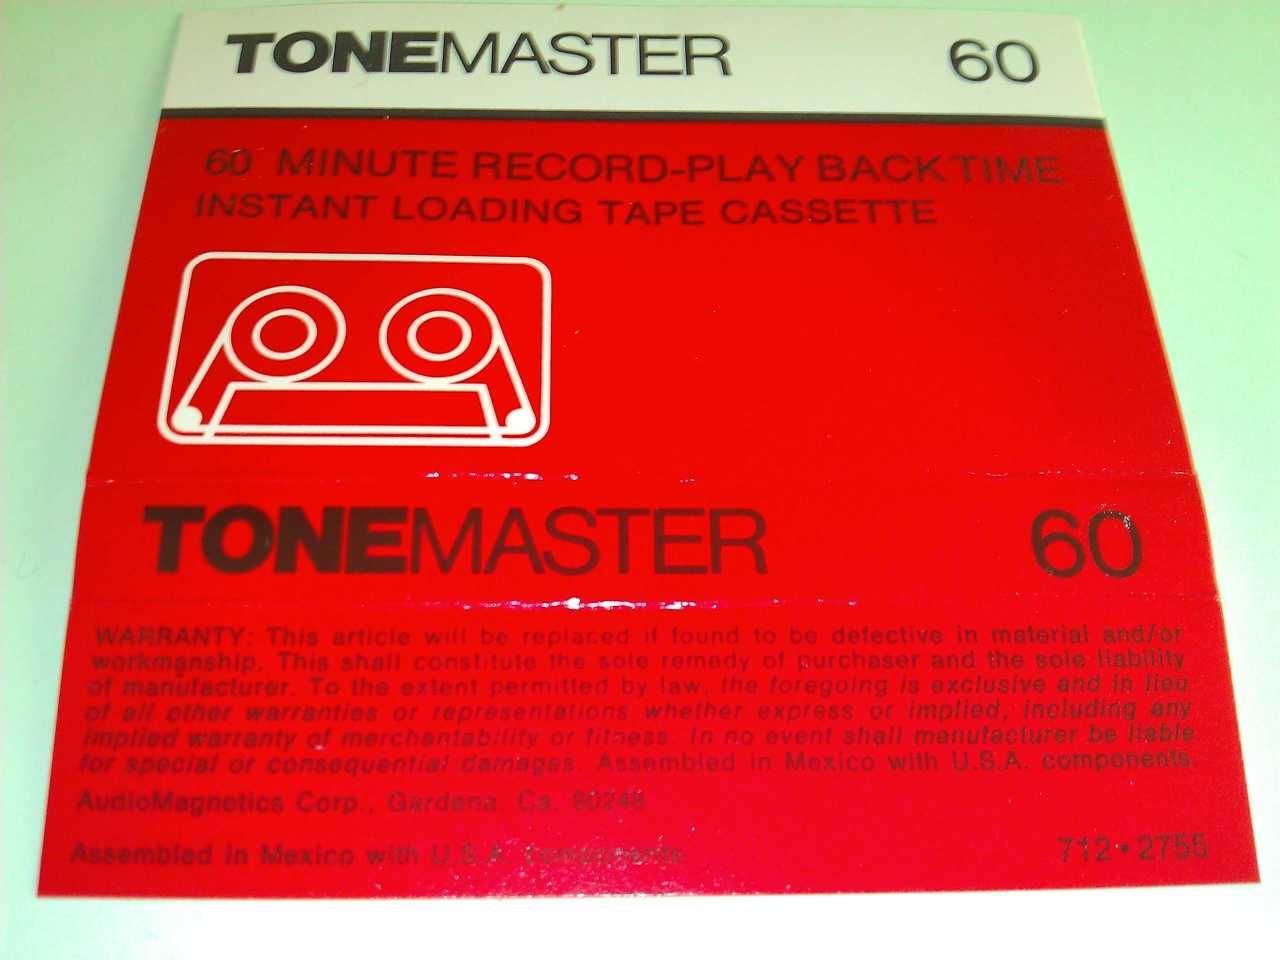 TONEMASTER 60
60 MINUTE RECORD-PLAY BACK TIME
INSTANT LOADING TAPE CASSETTE
TONEMASTER 60
WARRANTY: This article will be replaced if found to be defective in material and/or
workmanship. This shall constitute the sole remedy of purchaser and the sole liability
of manufacturer. To the extent permitted by law, the foregoing is exclusive and in lieu
of all other warranties or representations whether express or implied, including any
implied warranty of merchantability or fitness. In no event shall manufacturer be liable
for special or consequential damages. Assembled in Mexico with U.S.A. components.
AudioMagnetics Corp., Gardena, Ca. 90248
Assembled in Mexico with U.S.A. components 712•2755